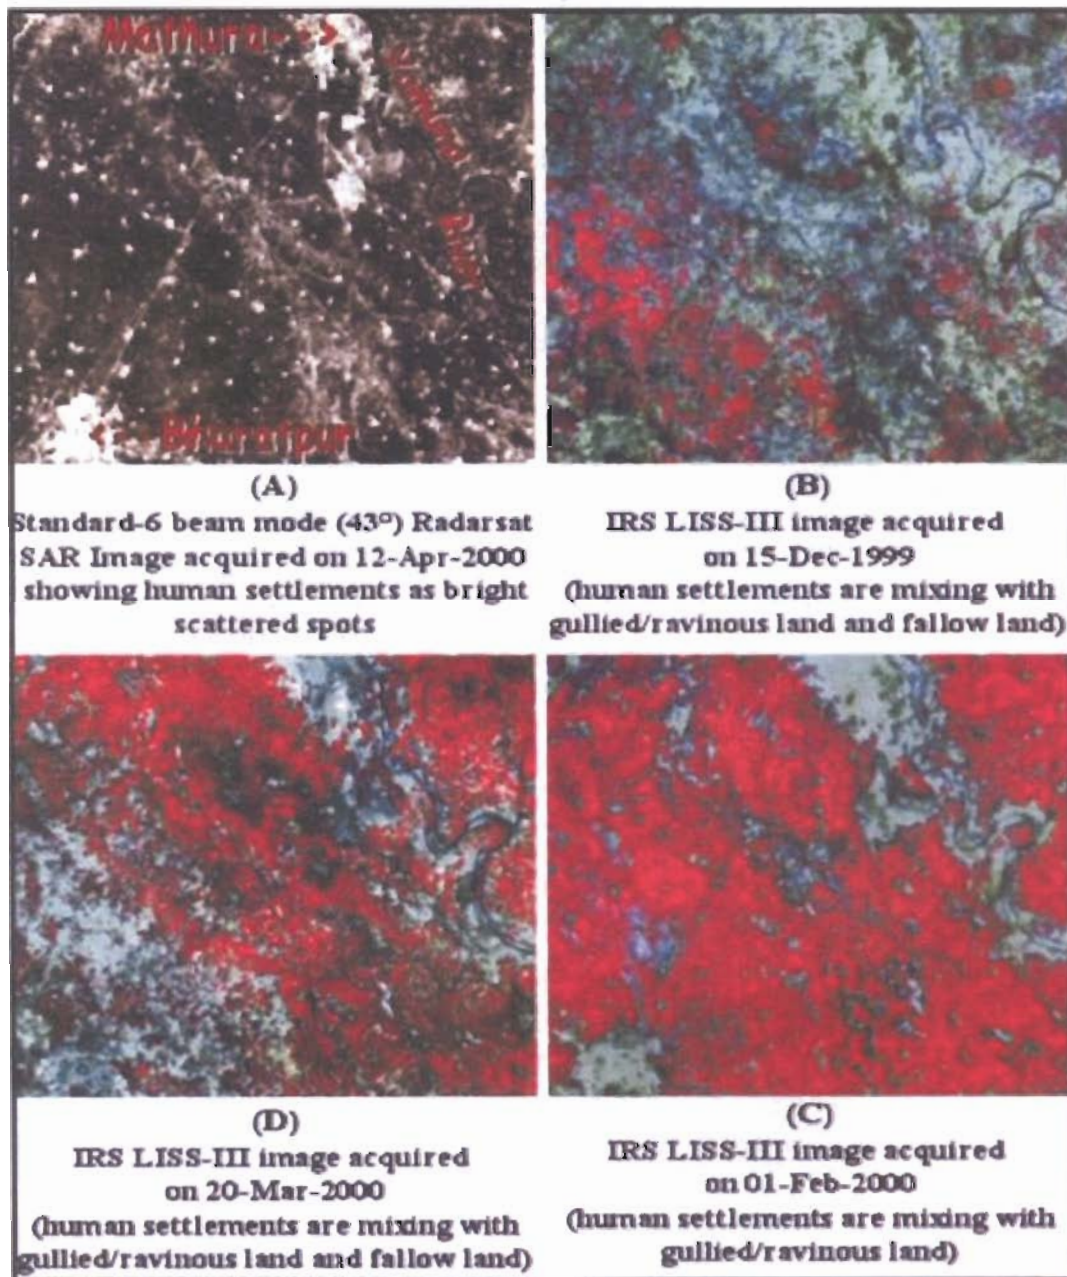 Mathura-->
<--Bhuratpur
(A)
Standard-6 beam mode (43°) Radarsat
SAR Image acquired on 12-Apr-2000
showing human settlements as bright
scattered spots
(B)
IRS LISS-III image acquired
on 15-Dec-1999
(human settlements are mixing with
gullied/ravinous land and fallow land)
(D)
IRS LISS-III image acquired
on 20-Mar-2000
(human settlements are mixing with
gullied/ravinous land and fallow land)
(C)
IRS LISS-III image acquired
on 01-Feb-2000
(human settlements are mixing with
gullied/ravinous land)